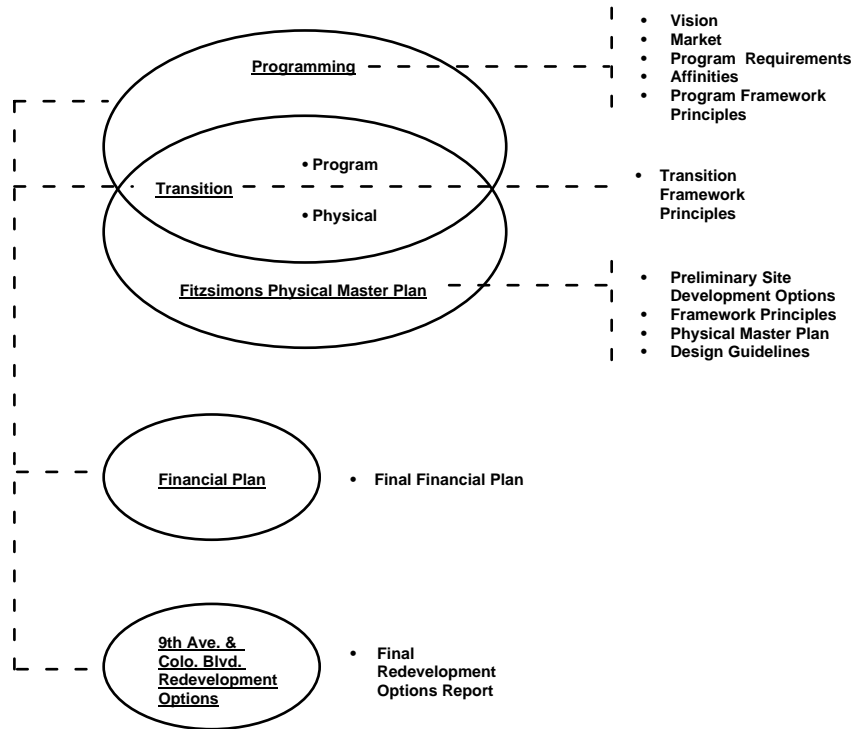 Programming
• Vision
• Market
• Program Requirements
• Affinities
• Program Framework
Principles
• Program
Transition
• Physical
• Transition
Framework
Principles
Fitzsimons Physical Master Plan
• Preliminary Site
Development Options
• Framework Principles
• Physical Master Plan
• Design Guidelines
Financial Plan
• Final Financial Plan
9th Ave. &
Colo. Blvd.
Redevelopment
Options
• Final
Redevelopment
Options Report